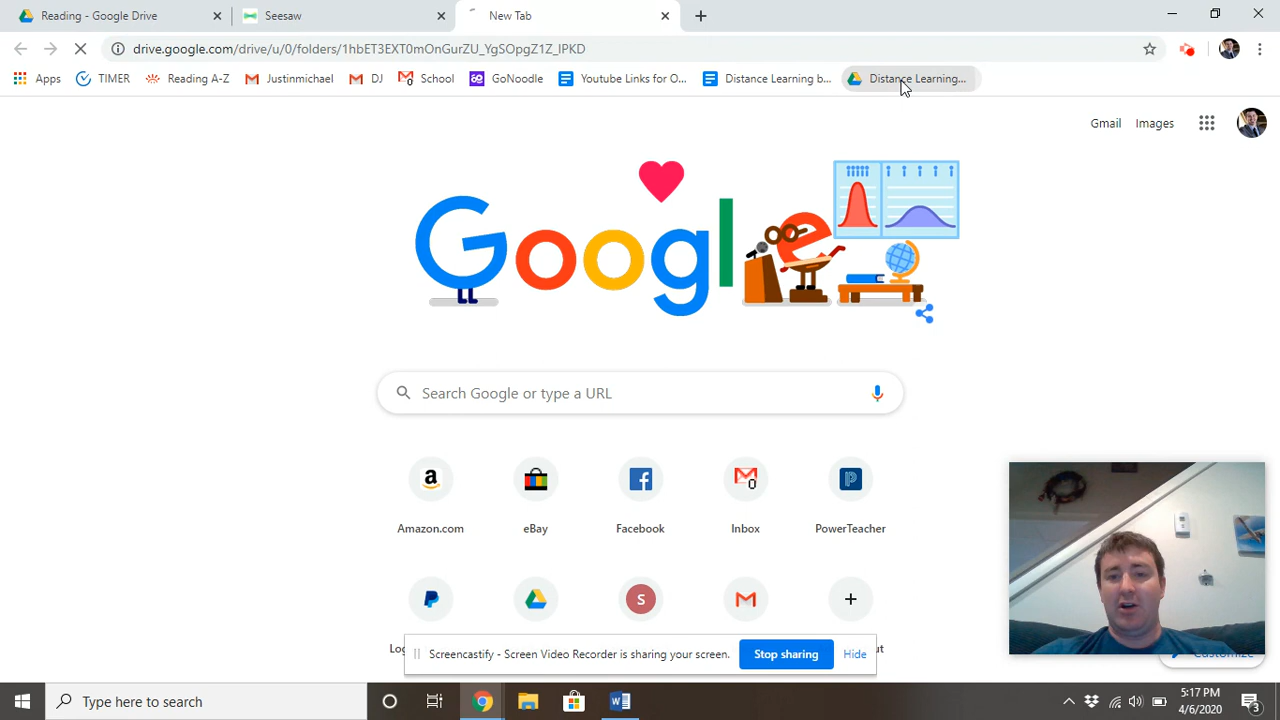 Reading - Google Drive
Seesaw
New Tab
drive.google.com/drive/u/0/folders/1hbET3EXT0mOnGurZU_YgSOpgZ1Z_IPKD
Apps TIMER Reading A-Z Justinmichael DJ School GoNoodle Youtube Links for O... Distance Learning b... Distance Learning...
Gmail Images
Google
Search Google or type a URL
Amazon.com eBay Facebook Inbox PowerTeacher
S
Screencastify - Screen Video Recorder is sharing your screen. Stop sharing Hide
Customize
Type here to search
5:17 PM
4/6/2020
3